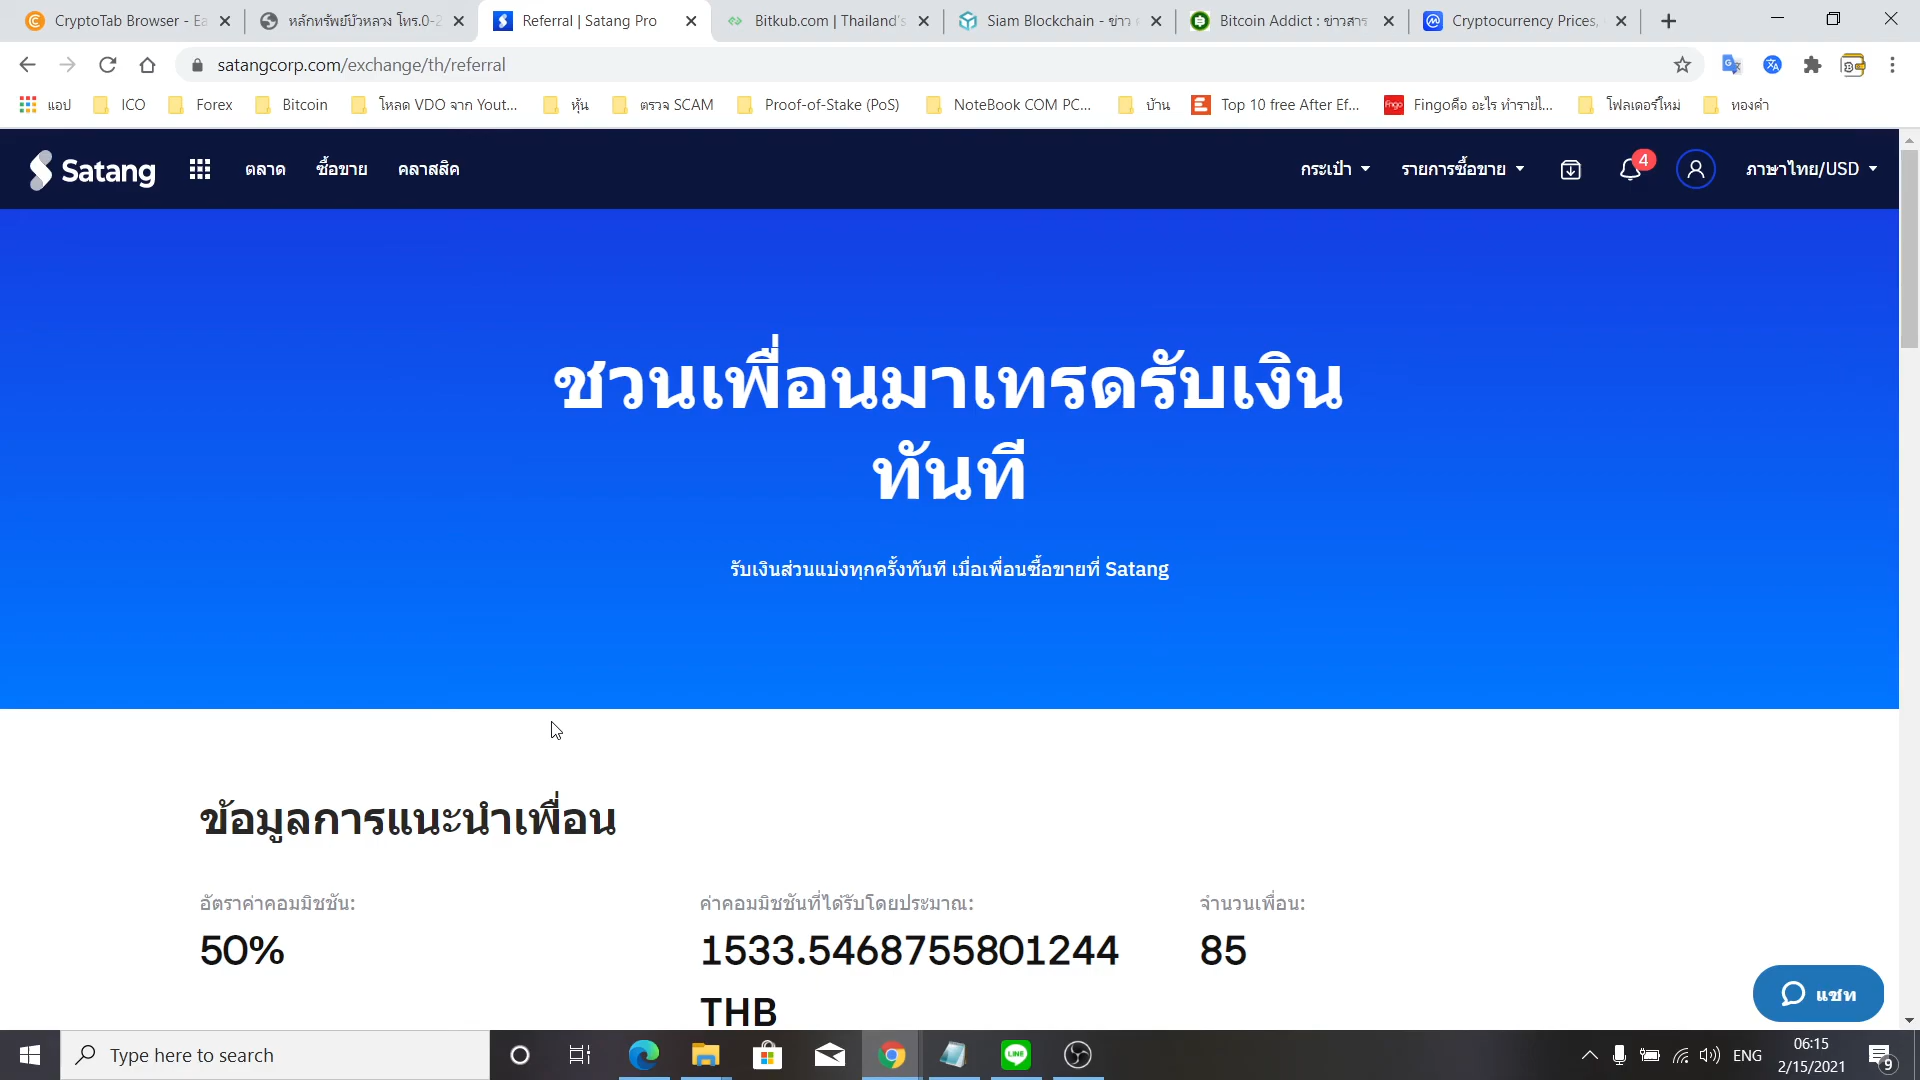 CryptoTab Browser - Ea
หลักทรัพย์บัวหลวง โทร.0-2
Referral | Satang Pro
Bitkub.com | Thailand's
Siam Blockchain - ข่าว
Bitcoin Addict : ข่าวสาร
Cryptocurrency Prices,
satangcorp.com/exchange/th/referral
แอป
ICO
Forex
Bitcoin
โหลด VDO จาก Yout...
หุ้น
ตรวจ SCAM
Proof-of-Stake (PoS)
NoteBook COM PC...
บ้าน
Top 10 free After Ef...
Fingoคือ อะไร ทำรายไ...
โฟลเดอร์ใหม่
ทองคำ
Satang
ตลาด
ซื้อขาย
คลาสสิค
กระเป๋า
รายการซื้อขาย
4
ภาษาไทย/USD
ชวนเพื่อนมาเทรดรับเงิน
ทันที
รับเงินส่วนแบ่งทุกครั้งทันที เมื่อเพื่อนซื้อขายที่ Satang
ข้อมูลการแนะนำเพื่อน
อัตราค่าคอมมิชชัน:
50%
ค่าคอมมิชชันที่ได้รับโดยประมาณ:
1533.5468755801244
THB
จำนวนเพื่อน:
85
แชท
Type here to search
LINE
ENG
06:15
2/15/2021
9